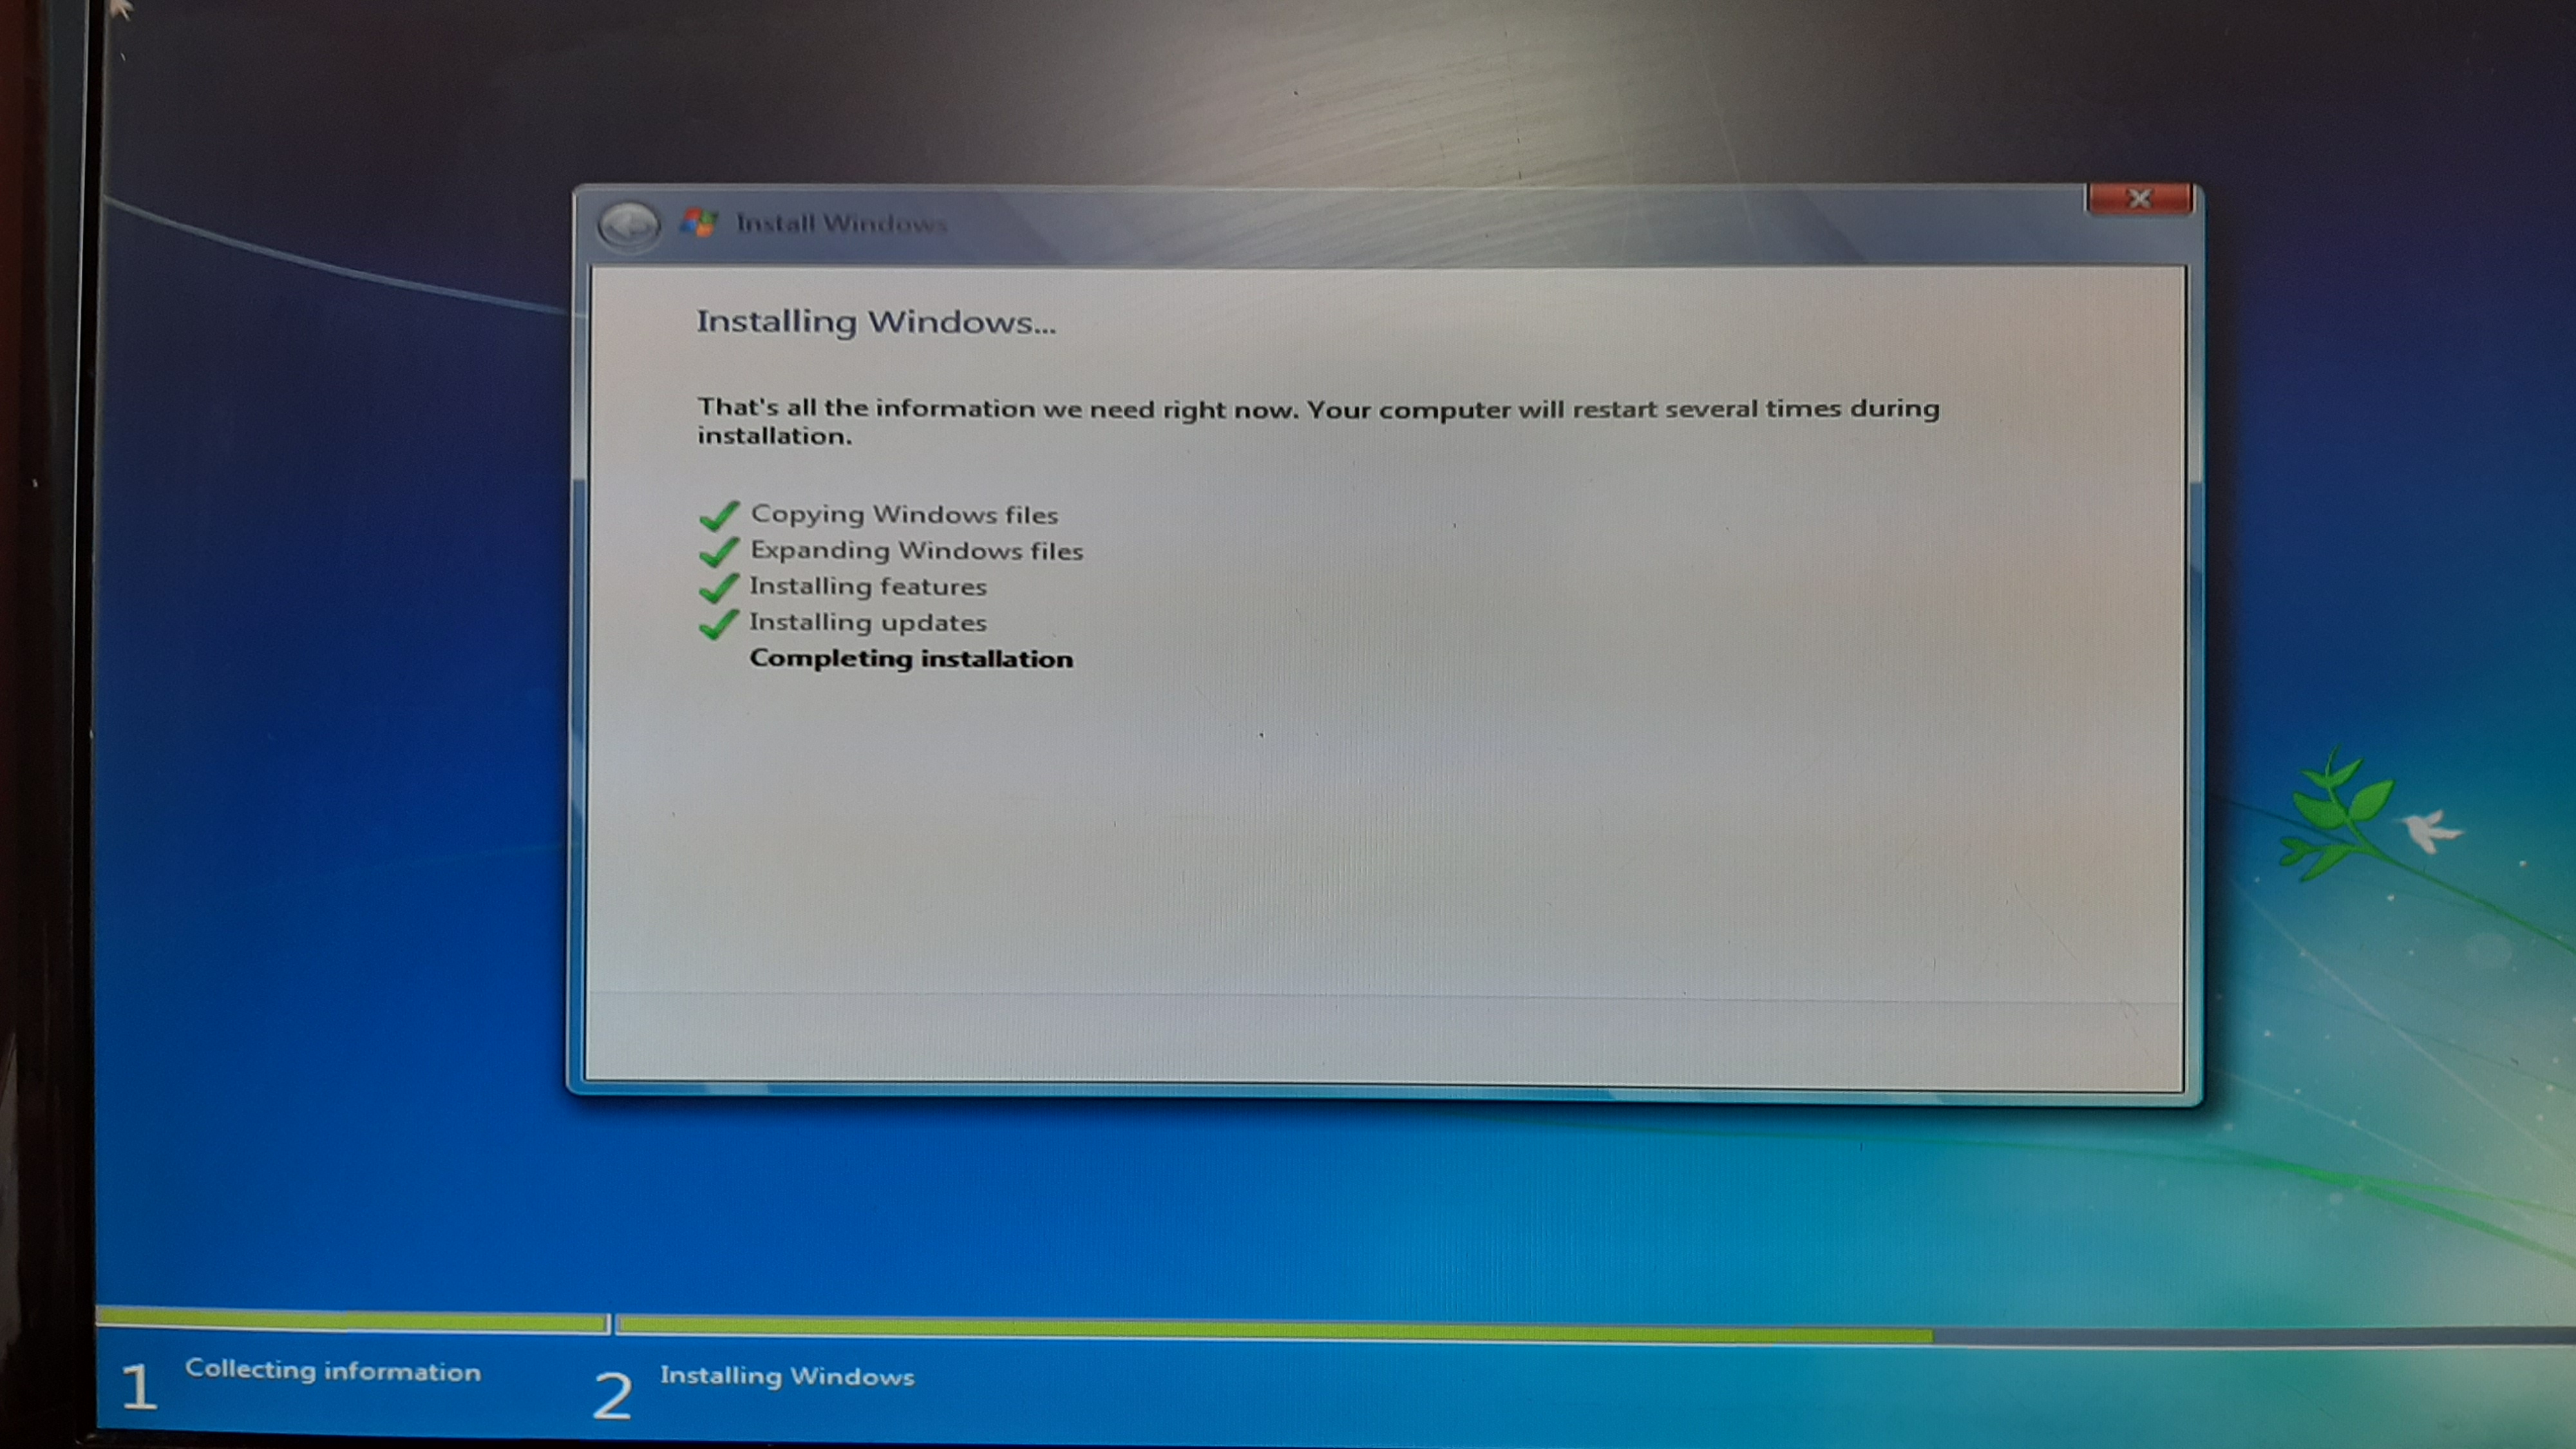 Install Windows
Installing Windows...
That's all the information we need right now. Your computer will restart several times during
installation.
Copying Windows files
Expanding Windows files
Installing features
Installing updates
Completing installation
1 Collecting information
2 Installing Windows